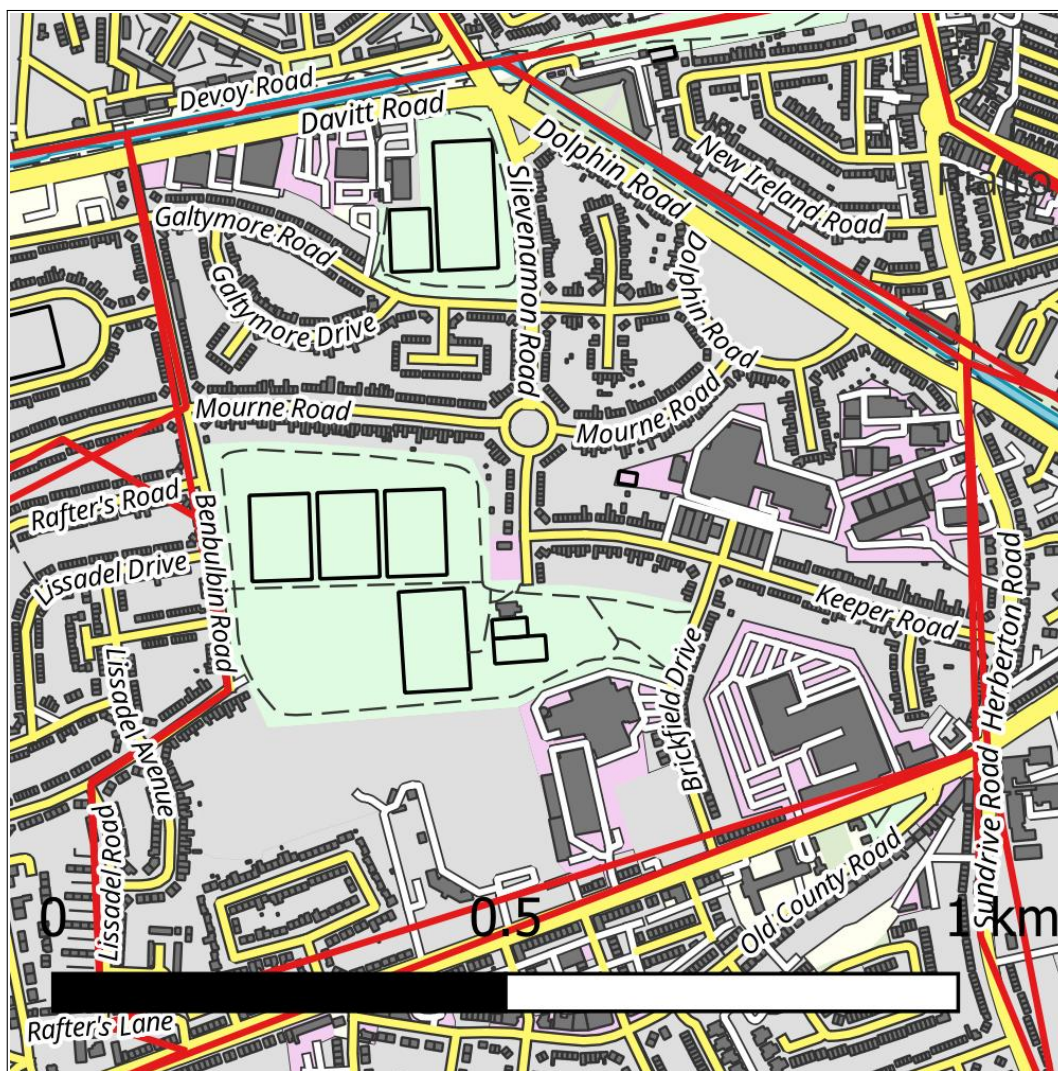 Devoy Road
Davitt Road
Dolphin Road
New Ireland Road
Rialto
Slievenamon Road
Galtymore Road
Dolphin Road
Galtymore Drive
Mourne Road
Mourne Road
Rafter's Road
Benbulbin Road
Lissadel Drive
Keeper Road
Herberton Road
Lissadel Avenue
Brickfield Drive
Sundrive Road
Lissadel Road
Old County Road
0
0.5
1 km
Rafter's Lane